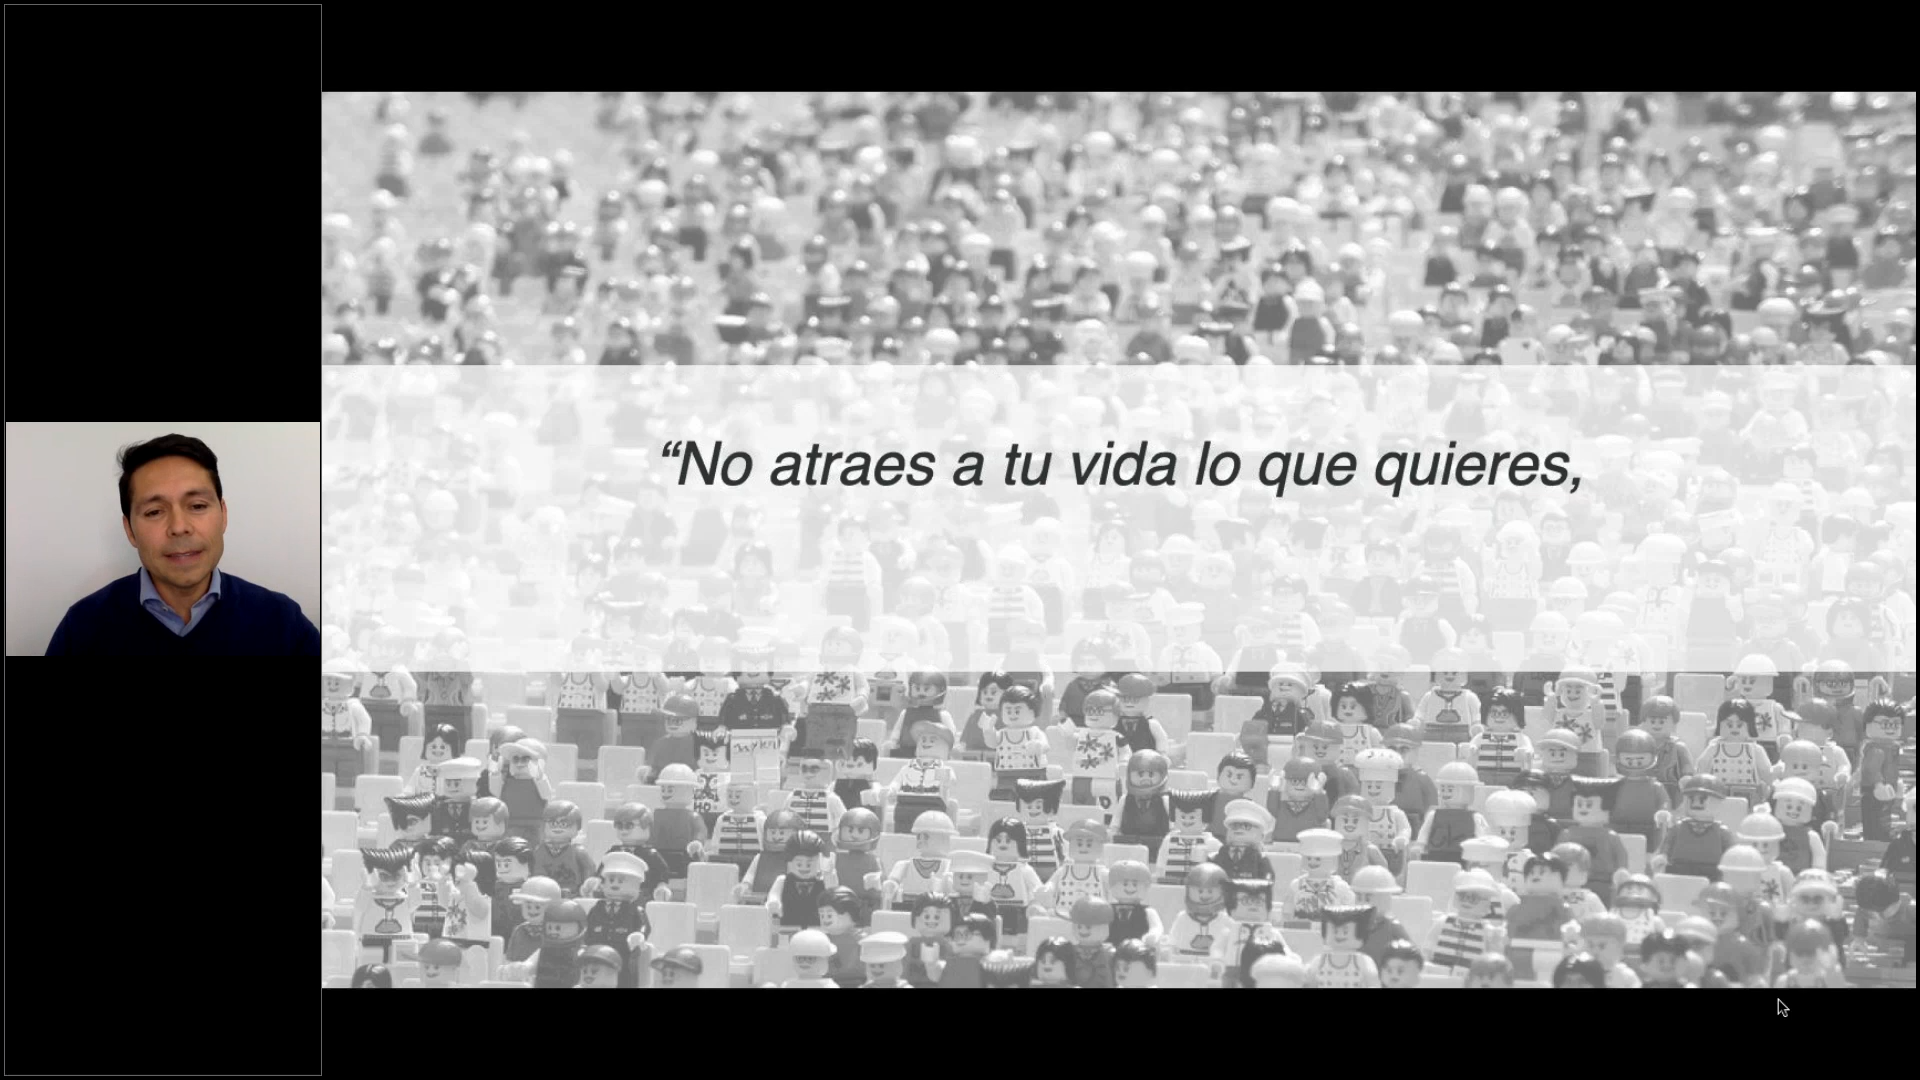 “No atraes a tu vida lo que quieres,